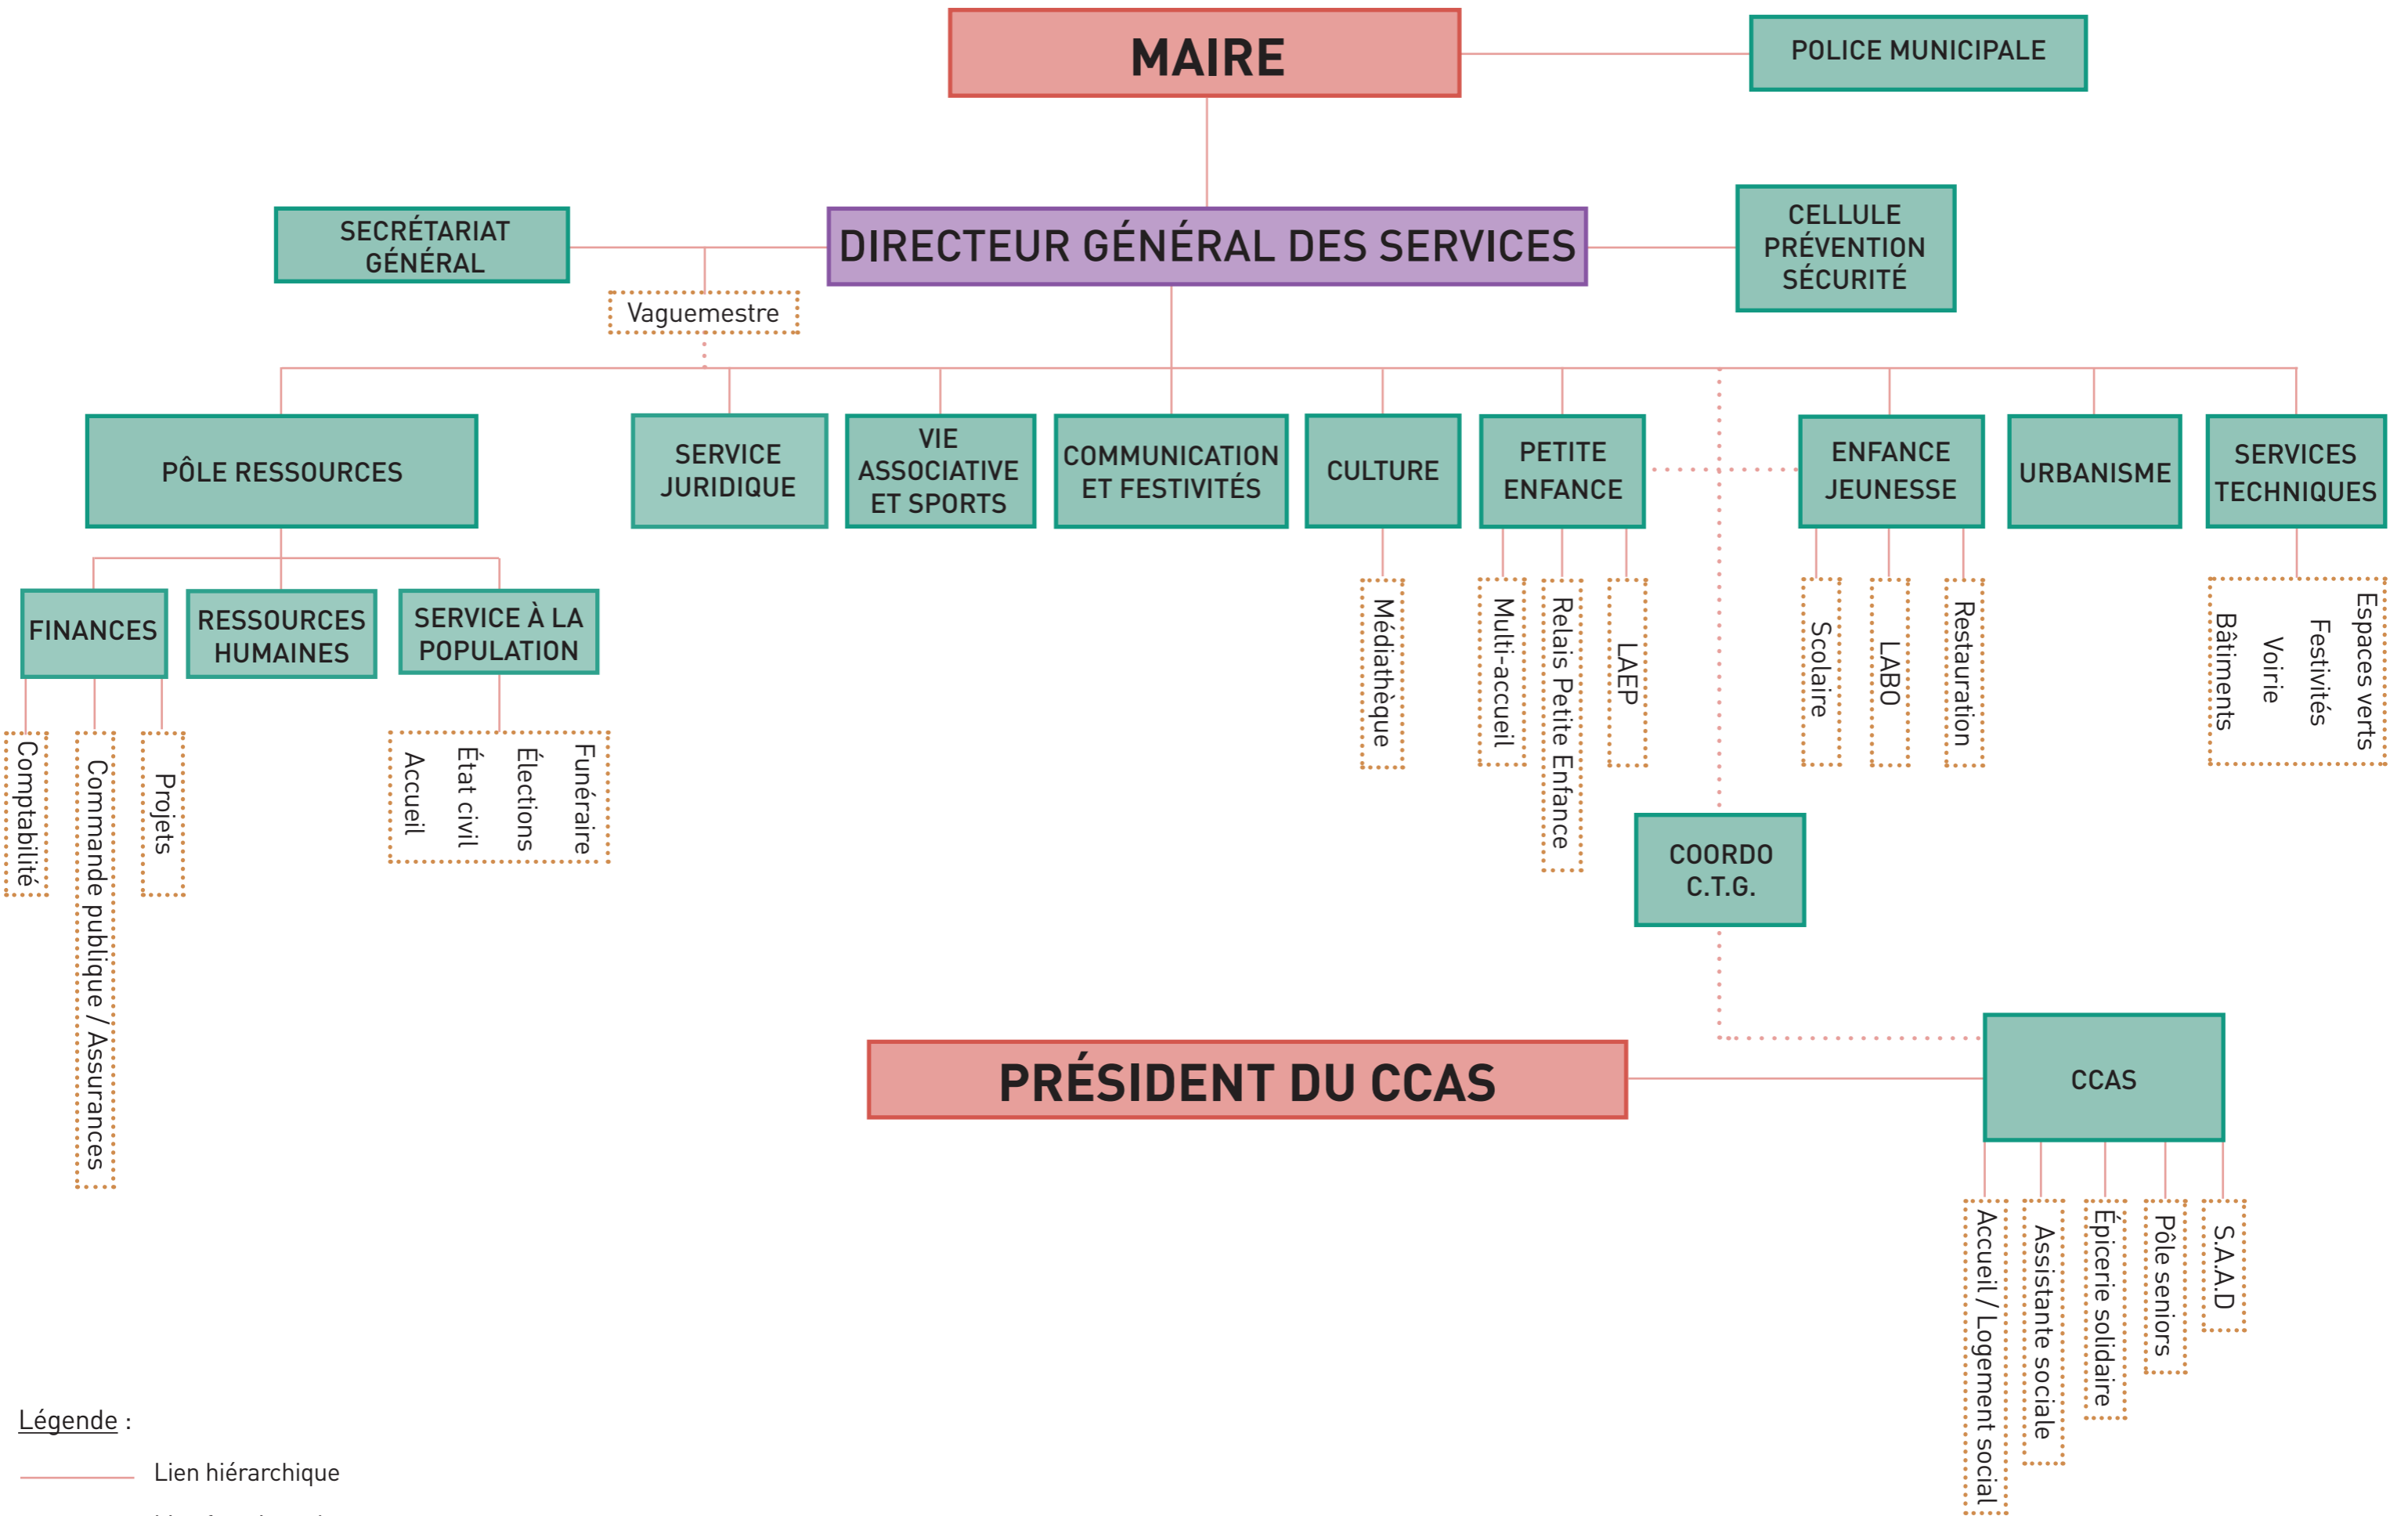 MAIRE
POLICE MUNICIPALE
SECRÉTARIAT
GÉNÉRAL
DIRECTEUR GÉNÉRAL DES SERVICES
CELLULE
PRÉVENTION
SÉCURITÉ
Vaguemestre
PÔLE RESSOURCES
SERVICE
JURIDIQUE
VIE
ASSOCIATIVE
ET SPORTS
COMMUNICATION
ET FESTIVITÉS
CULTURE
PETITE
ENFANCE
ENFANCE
JEUNESSE
URBANISME
SERVICES
TECHNIQUES
FINANCES
RESSOURCES
HUMAINES
SERVICE À LA
POPULATION
Médiathèque
Multi-accueil
Relais Petite Enfance
LAEP
Scolaire
LABO
Restauration
Bâtiments
Voirie
Festivités
Espaces verts
Comptabilité
Commande publique / Assurances
Projets
Accueil
État civil
Élections
Funéraire
COORDO
C.T.G.
PRÉSIDENT DU CCAS
CCAS
Accueil / Logement social
Assistante sociale
Épicerie solidaire
Pôle seniors
S.A.A.D
Légende :
Lien hiérarchique